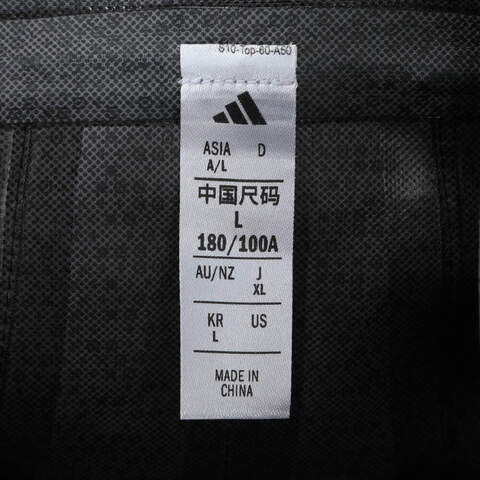 S10-Top-60-A50
ASIA D
A/L
中国尺码
L
180/100A
AU/NZ J
XL
KR US
L
MADE IN
CHINA